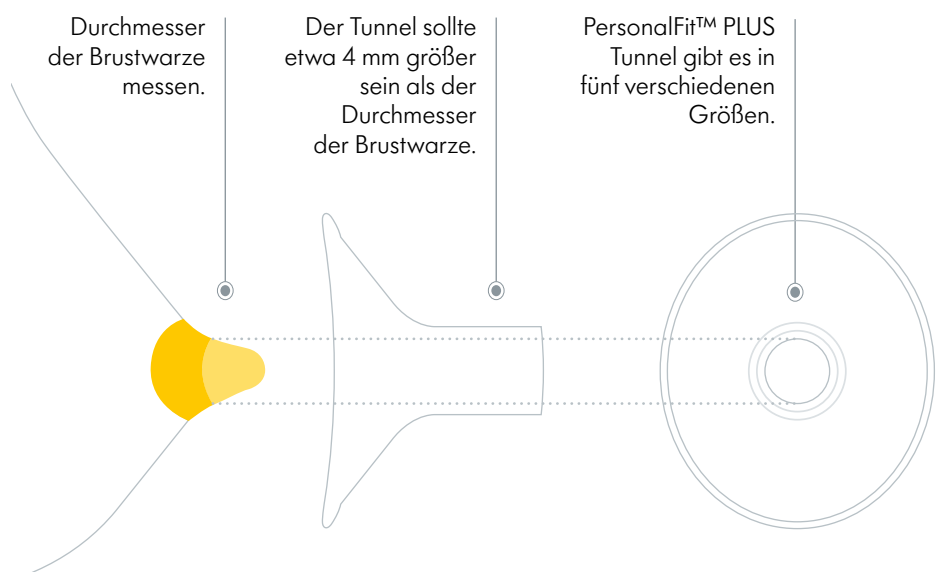 Durchmesser
der Brustwarze
messen.
Der Tunnel sollte
etwa 4 mm größer
sein als der
Durchmesser
der Brustwarze.
PersonalFit™ PLUS
Tunnel gibt es in
fünf verschiedenen
Größen.